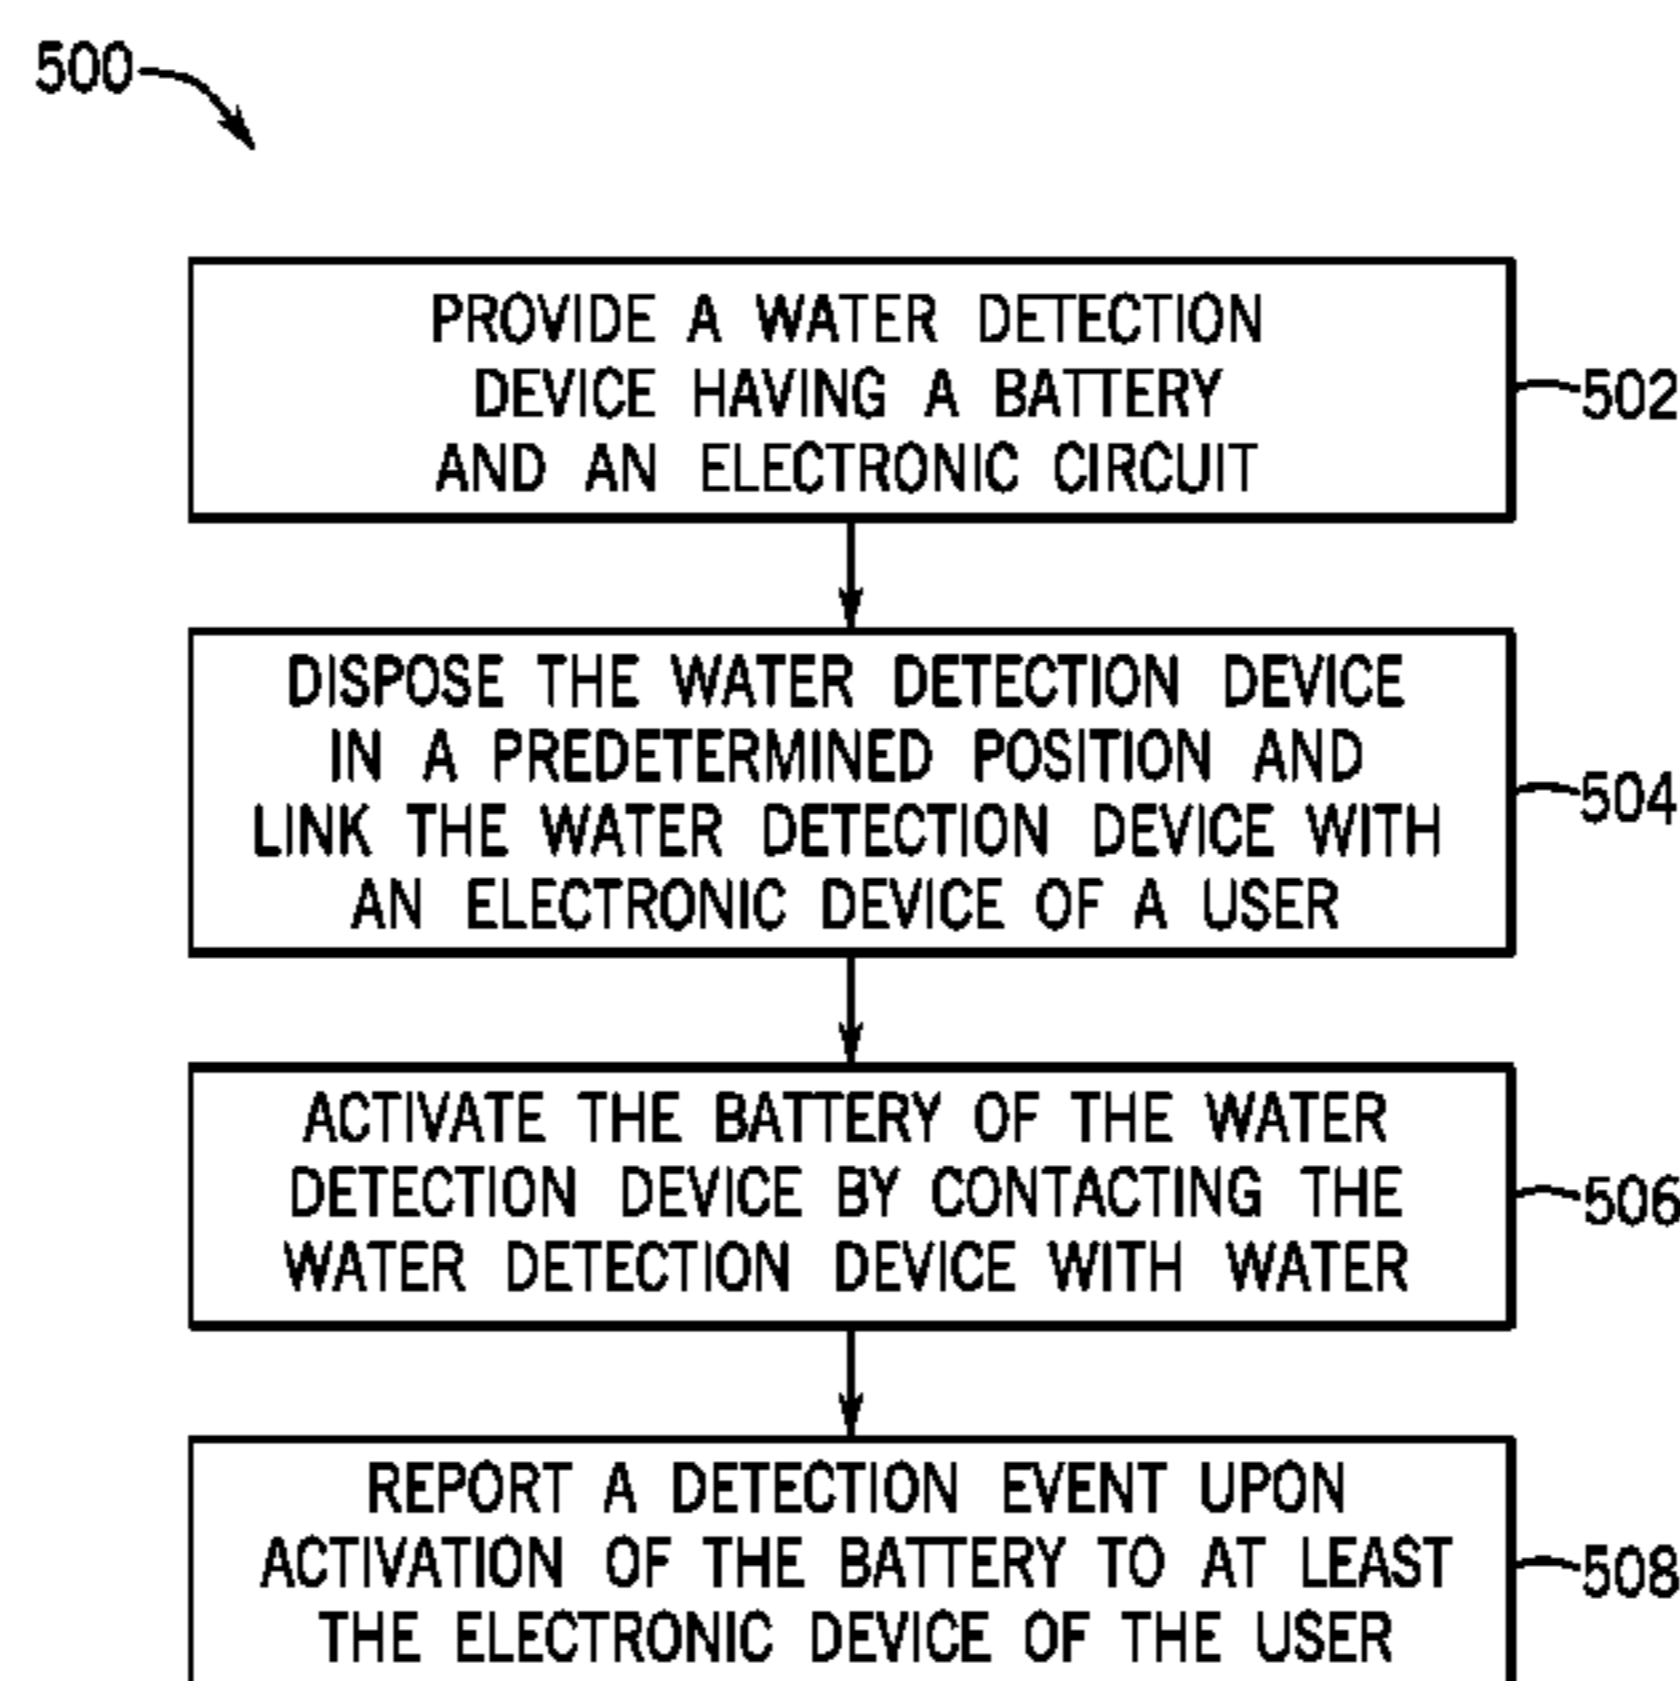 500
PROVIDE A WATER DETECTION
DEVICE HAVING A BATTERY
AND AN ELECTRONIC CIRCUIT
502
DISPOSE THE WATER DETECTION DEVICE
IN A PREDETERMINED POSITION AND
LINK THE WATER DETECTION DEVICE WITH
AN ELECTRONIC DEVICE OF A USER
504
ACTIVATE THE BATTERY OF THE WATER
DETECTION DEVICE BY CONTACTING THE
WATER DETECTION DEVICE WITH WATER
506
REPORT A DETECTION EVENT UPON
ACTIVATION OF THE BATTERY TO AT LEAST
THE ELECTRONIC DEVICE OF THE USER
508